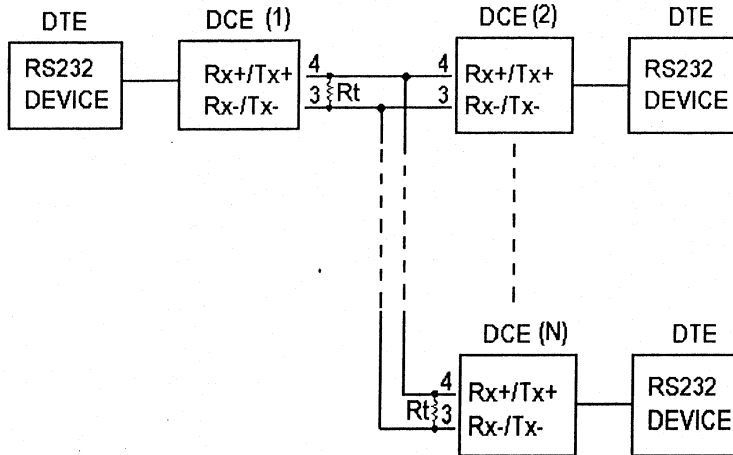 DTE
DCE (1)
DCE (2)
DTE
RS232
DEVICE
Rx+/Tx+
Rx-/Tx-
4
3
Rt
4
3
Rx+/Tx+
Rx-/Tx-
RS232
DEVICE
DCE (N)
DTE
4
3
Rt
Rx+/Tx+
Rx-/Tx-
RS232
DEVICE